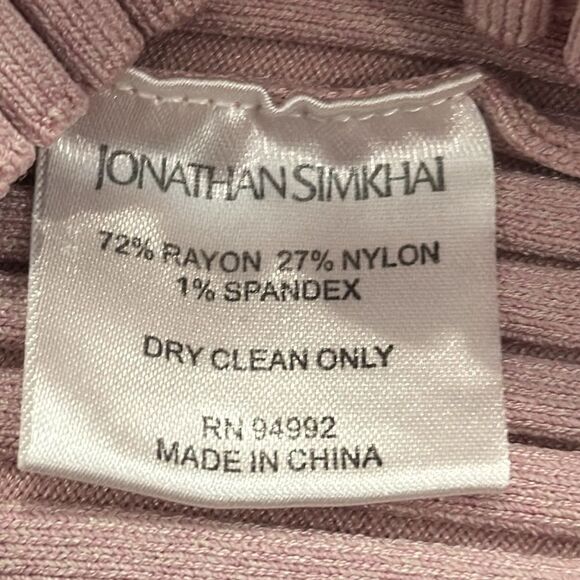 JONATHAN SIMKHAI
72% RAYON 27% NYLON
1% SPANDEX
DRY CLEAN ONLY
RN 94992
MADE IN CHINA